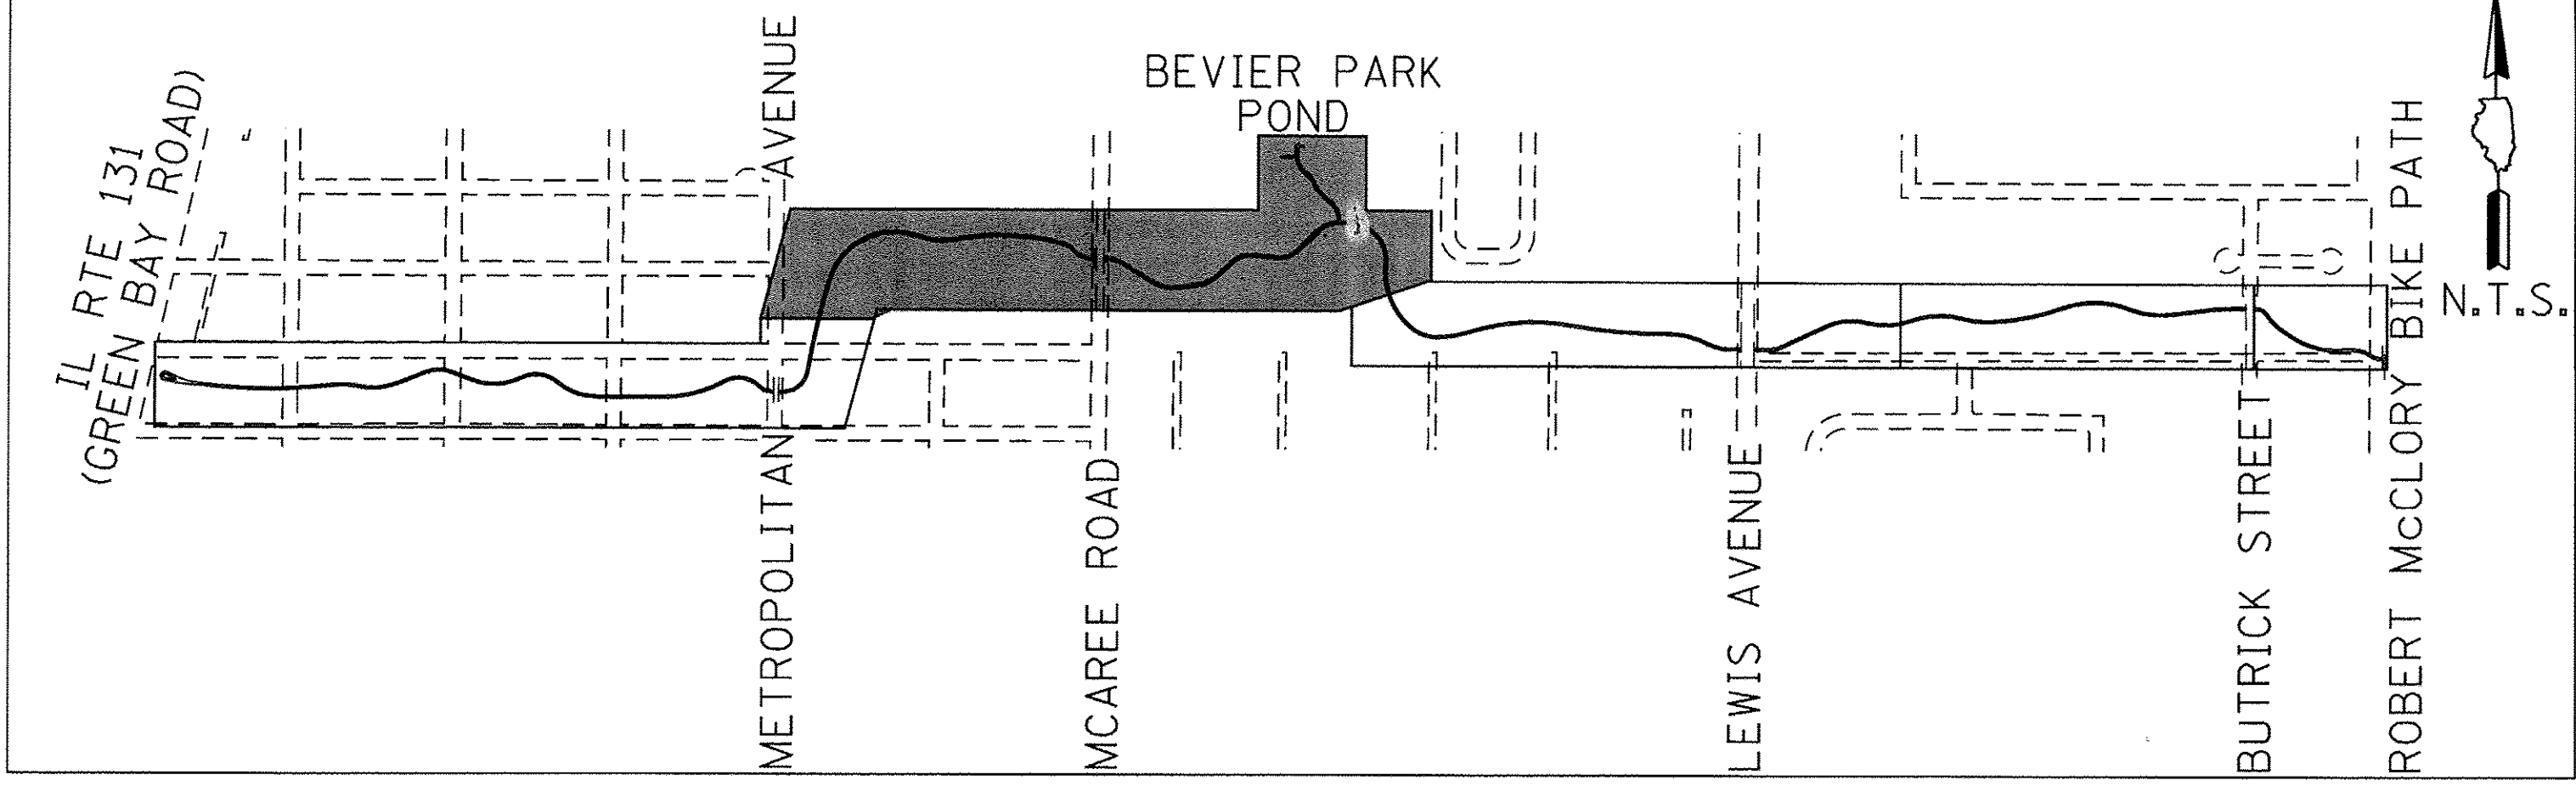 IL RTE 131
(GREEN BAY ROAD)
METROPOLITAN AVENUE
MCAREE ROAD
BEVIER PARK
POND
LEWIS AVENUE
BUTRICK STREET
ROBERT McCLORY BIKE PATH
N.T.S.